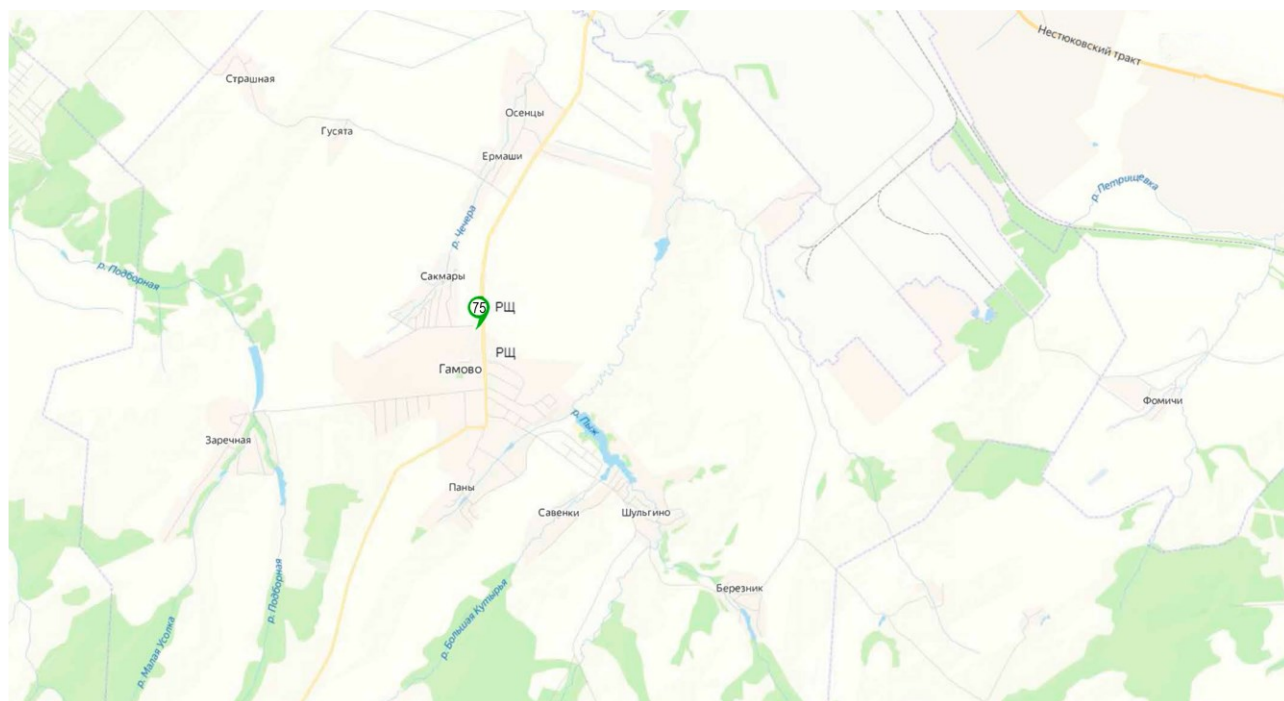 Нестюковский тракт
Страшная
Осенцы
Гусята
Ермаши
р. Петрищевка
р. Чечера
р. Подборная
Сакмары
75
РЩ
РЩ
Гамово
Фомичи
р. Пыж
Заречная
Паны
Савенки
Шульгино
р. Подборная
Березник
р. Большая Кутырья
р. Малая Усолка